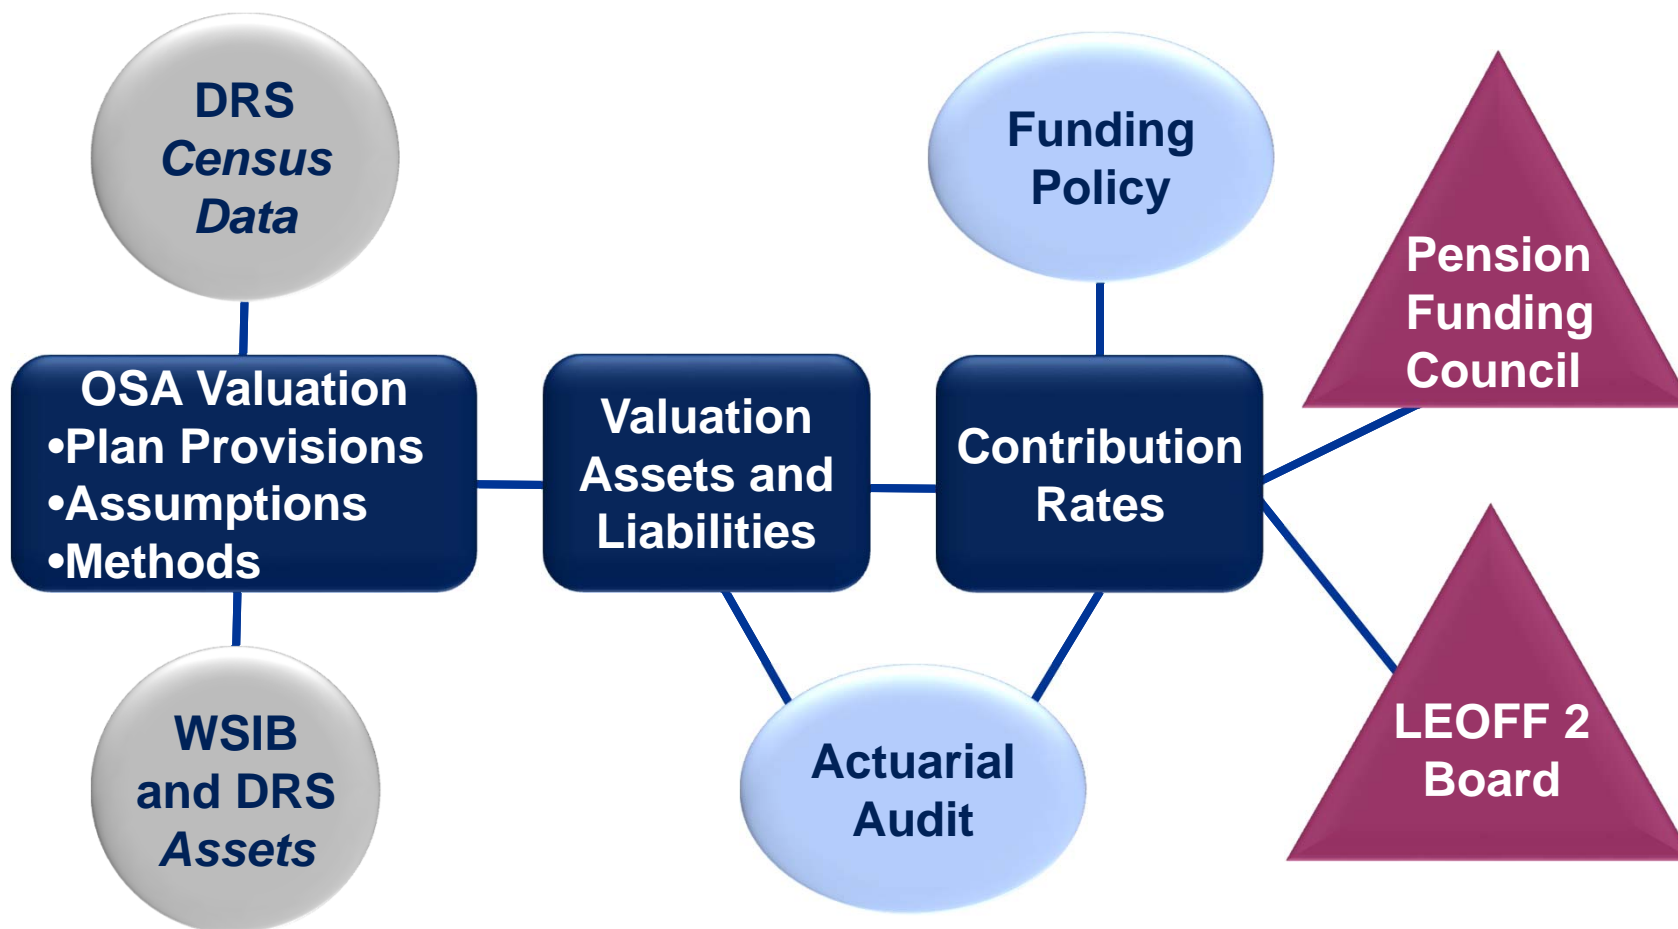 DRS
Census
Data
OSA Valuation
•Plan Provisions
•Assumptions
•Methods
WSIB
and DRS
Assets
Valuation
Assets and
Liabilities
Funding
Policy
Contribution
Rates
Actuarial
Audit
Pension
Funding
Council
LEOFF 2
Board